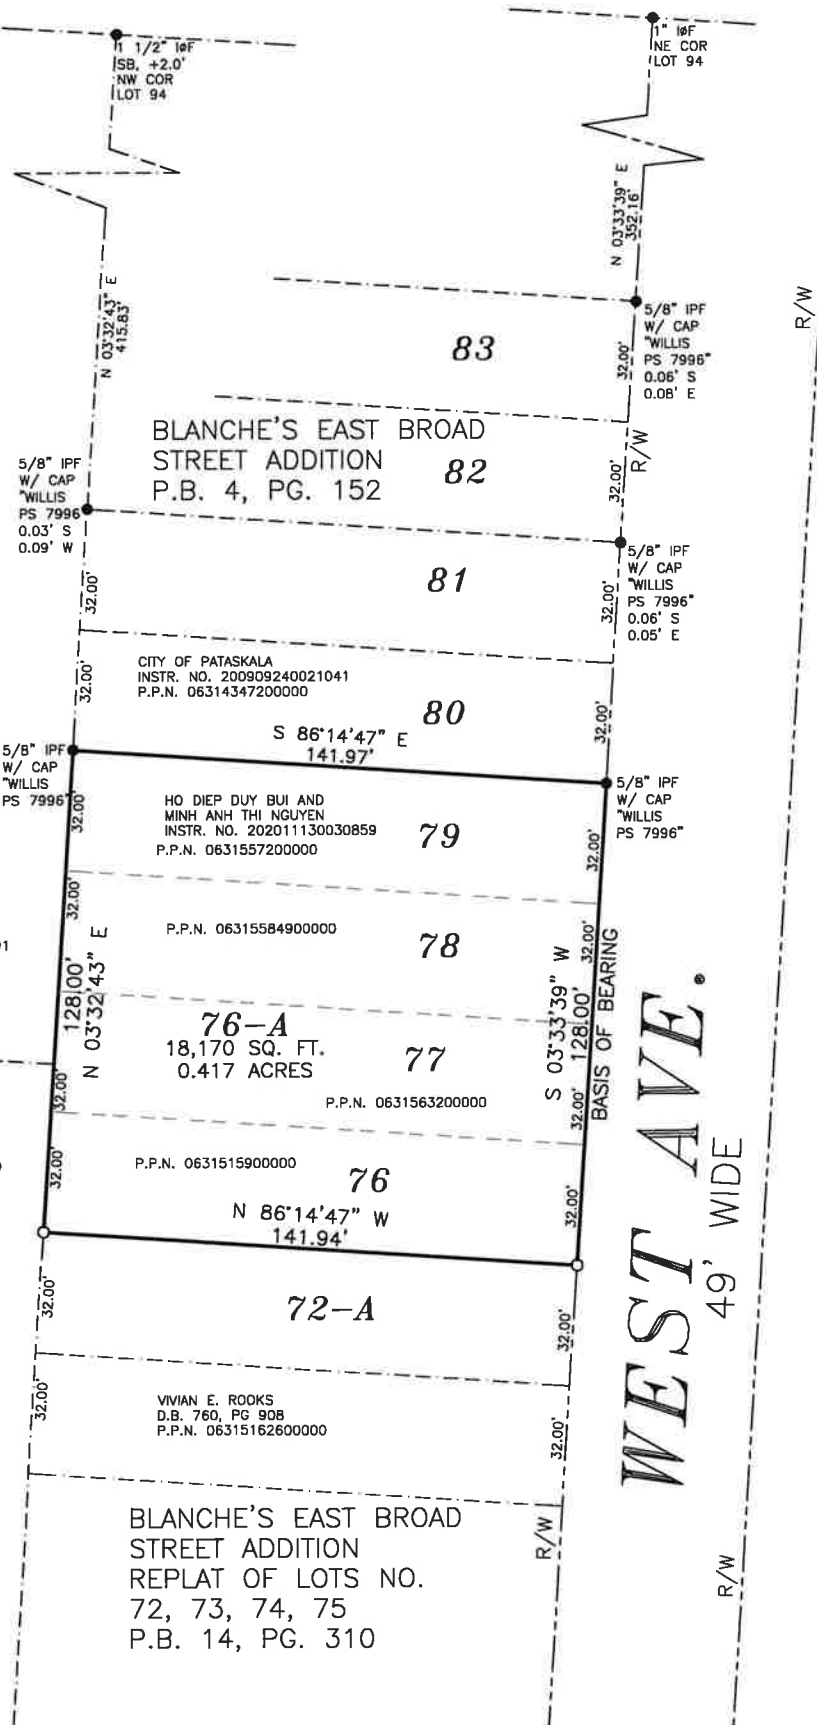 1 1/2" IPF
SB, +2.0'
NW COR
LOT 94
1" IPF
NE COR
LOT 94
N 03°33'39" E
352.16'
N 03°32'43" E
415.83'
R/W
83
32.00'
5/8" IPF
W/ CAP
"WILLIS
PS 7996"
0.06' S
0.08' E
BLANCHE'S EAST BROAD
STREET ADDITION
P.B. 4, PG. 152
82
32.00'
R/W
5/8" IPF
W/ CAP
"WILLIS
PS 7996
0.03' S
0.09' W
5/8" IPF
W/ CAP
"WILLIS
PS 7996"
0.06' S
0.05' E
32.00'
81
32.00'
CITY OF PATASKALA
INSTR. NO. 200909240021041
P.P.N. 06314347200000
32.00'
80
32.00'
S 86°14'47" E
141.97'
5/8" IPF
W/ CAP
"WILLIS
PS 7996"
5/8" IPF
W/ CAP
"WILLIS
PS 7996"
32.00'
HO DIEP DUY BUI AND
MINH ANH THI NGUYEN
INSTR. NO. 202011130030859
P.P.N. 0631557200000
79
32.00'
32.00'
P.P.N. 06315584900000
78
32.00'
128.00'
N 03°32'43" E
S 03°33'39" W
128.00'
BASIS OF BEARING
76-A
18,170 SQ. FT.
0.417 ACRES
77
P.P.N. 0631563200000
32.00'
32.00'
32.00'
P.P.N. 0631515900000
76
32.00'
N 86°14'47" W
141.94'
WEST AVE.
49' WIDE
32.00'
72-A
32.00'
32.00'
VIVIAN E. ROOKS
D.B. 760, PG 908
P.P.N. 06315162600000
32.00'
BLANCHE'S EAST BROAD
STREET ADDITION
REPLAT OF LOTS NO.
72, 73, 74, 75
P.B. 14, PG. 310
R/W
R/W